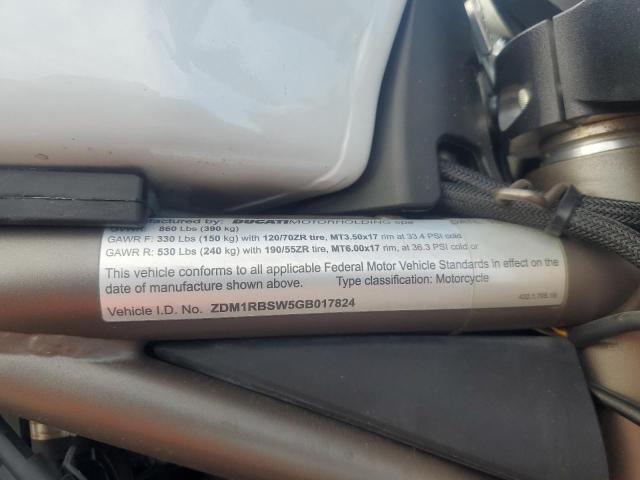 Manufactured by: DUCATIMOTORHOLDING spa
GVWR: 860 Lbs (390 kg)
GAWR F: 330 Lbs (150 kg) with 120/70ZR tire, MT3.50x17 rim at 33.4 PSI cold
GAWR R: 530 Lbs (240 kg) with 190/55ZR tire, MT6.00x17 rim, at 36.3 PSI cold or
This vehicle conforms to all applicable Federal Motor Vehicle Standards in effect on the
date of manufacture shown above. Type classification: Motorcycle
Vehicle I.D. No. ZDM1RBSW5GB017824